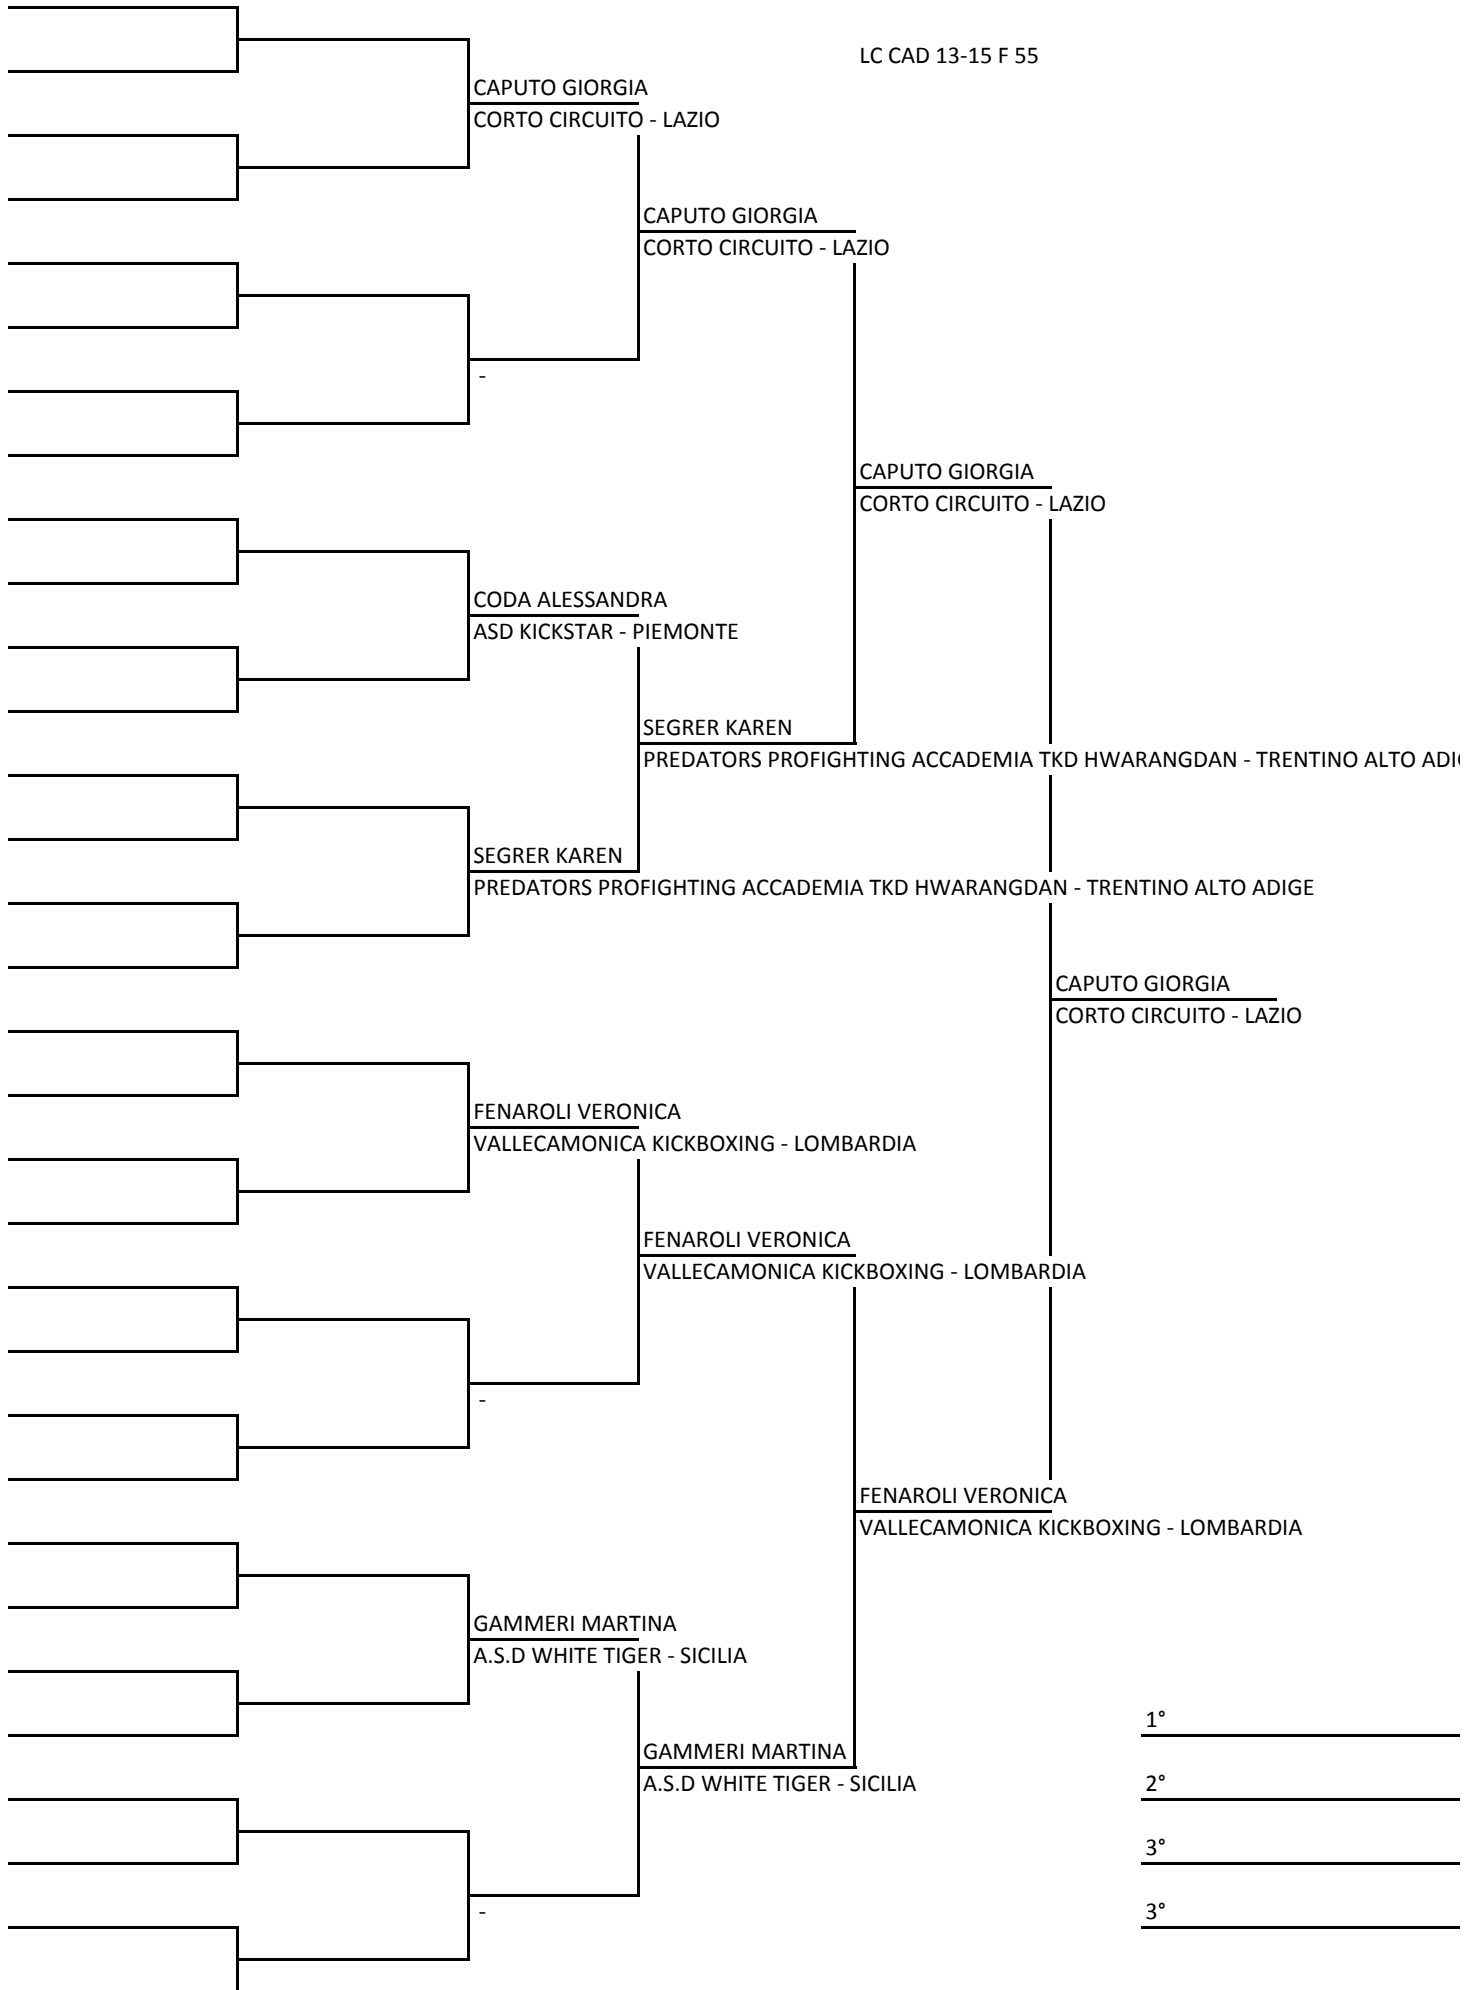 LC CAD 13-15 F 55
CAPUTO GIORGIA
CORTO CIRCUITO - LAZIO
CAPUTO GIORGIA
CORTO CIRCUITO - LAZIO
-
CAPUTO GIORGIA
CORTO CIRCUITO - LAZIO
CODA ALESSANDRA
ASD KICKSTAR - PIEMONTE
SEGRER KAREN
PREDATORS PROFIGHTING ACCADEMIA TKD HWARANGDAN - TRENTINO ALTO
SEGRER KAREN
PREDATORS PROFIGHTING ACCADEMIA TKD HWARANGDAN - TRENTINO ALTO ADIGE
CAPUTO GIORGIA
CORTO CIRCUITO - LAZIO
FENAROLI VERONICA
VALLECAMONICA KICKBOXING - LOMBARDIA
FENAROLI VERONICA
VALLECAMONICA KICKBOXING - LOMBARDIA
-
FENAROLI VERONICA
VALLECAMONICA KICKBOXING - LOMBARDIA
GAMMERI MARTINA
A.S.D WHITE TIGER - SICILIA
1°
GAMMERI MARTINA
A.S.D WHITE TIGER - SICILIA
2°
3°
-
3°